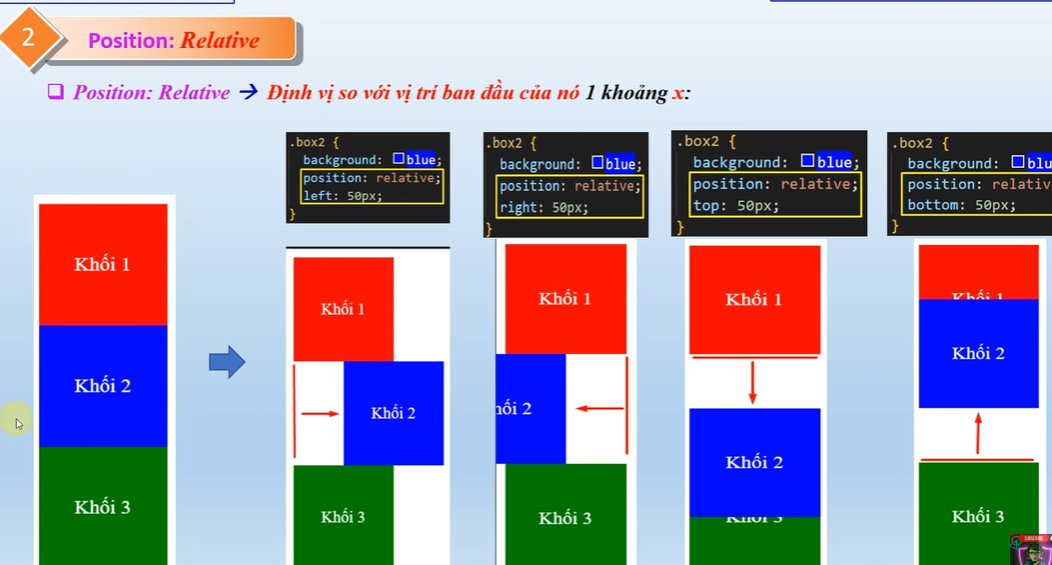 2
Position: Relative
Position: Relative → Định vị so với vị trí ban đầu của nó 1 khoảng x:
.box2 {
background: blue;
position: relative;
left: 50px;
}
.box2 {
background: blue;
position: relative;
right: 50px;
}
.box2 {
background: blue;
position: relative;
top: 50px;
}
.box2 {
background: blu
position: relativ
bottom: 50px;
}
Khối 1
Khối 2
Khối 3
Khối 1
Khối 2
Khối 3
Khối 1
hối 2
Khối 3
Khối 1
Khối 2
Khối 3
Khối 1
Khối 2
Khối 3
SUBSCRIBE